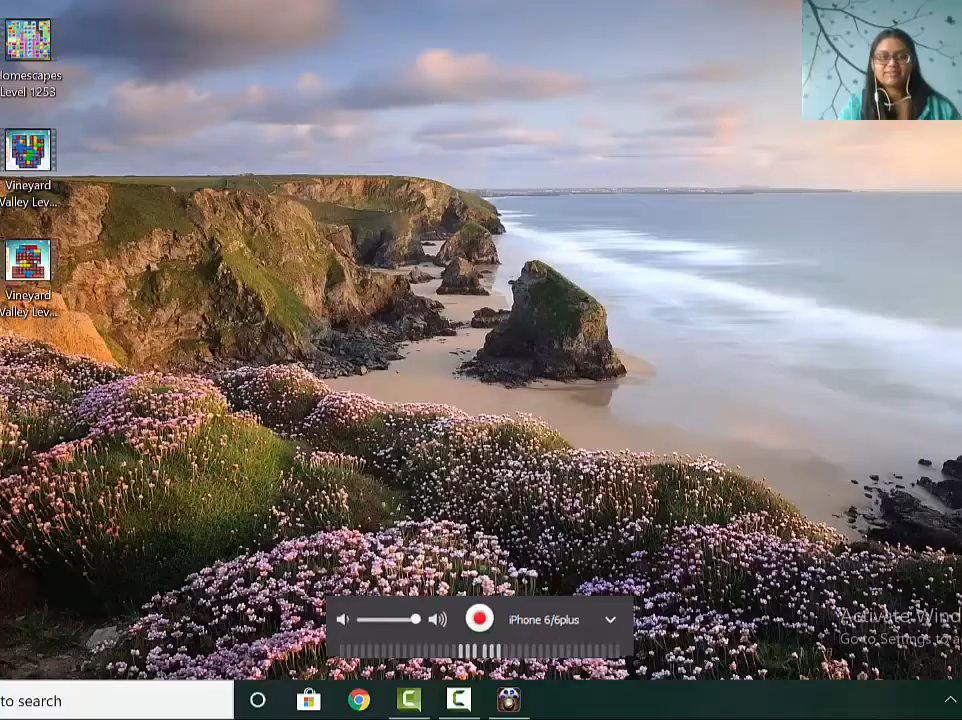 Homescapes
Level 1253
Vineyard
Valley Lev...
Vineyard
Valley Lev...
iPhone 6/6plus
Activate Wind
Go to Settings to a
to search